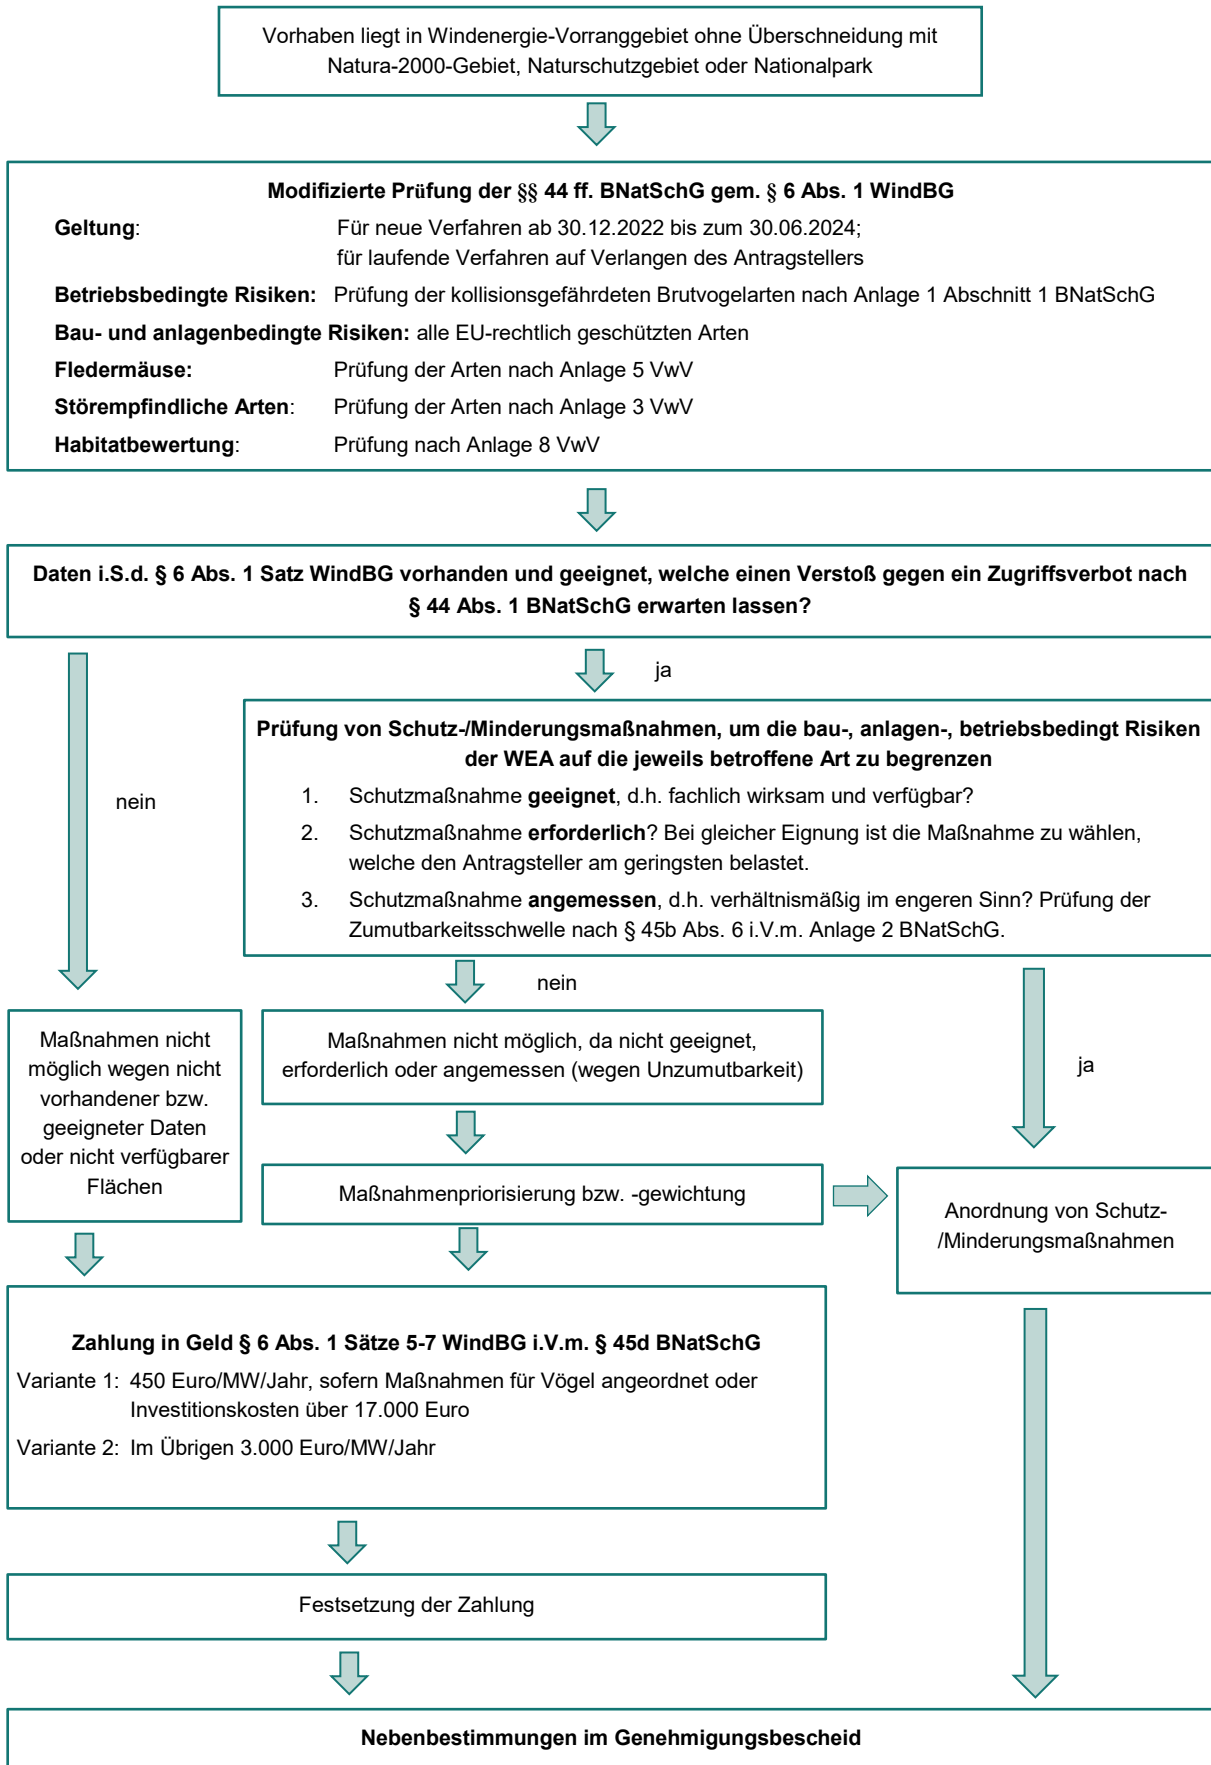 Vorhaben liegt in Windenergie-Vorranggebiet ohne Überschneidung mit
Natura-2000-Gebiet, Naturschutzgebiet oder Nationalpark
Modifizierte Prüfung der §§ 44 ff. BNatSchG gem. § 6 Abs. 1 WindBG
Geltung: Für neue Verfahren ab 30.12.2022 bis zum 30.06.2024;
für laufende Verfahren auf Verlangen des Antragstellers
Betriebsbedingte Risiken: Prüfung der kollisionsgefährdeten Brutvogelarten nach Anlage 1 Abschnitt 1 BNatSchG
Bau- und anlagenbedingte Risiken: alle EU-rechtlich geschützten Arten
Fledermäuse: Prüfung der Arten nach Anlage 5 VwV
Störempfindliche Arten: Prüfung der Arten nach Anlage 3 VwV
Habitatbewertung: Prüfung nach Anlage 8 VwV
Daten i.S.d. § 6 Abs. 1 Satz WindBG vorhanden und geeignet, welche einen Verstoß gegen ein Zugriffsverbot nach
§ 44 Abs. 1 BNatSchG erwarten lassen?
ja
nein
Prüfung von Schutz-/Minderungsmaßnahmen, um die bau-, anlagen-, betriebsbedingt Risiken
der WEA auf die jeweils betroffene Art zu begrenzen
1. Schutzmaßnahme geeignet, d.h. fachlich wirksam und verfügbar?
2. Schutzmaßnahme erforderlich? Bei gleicher Eignung ist die Maßnahme zu wählen,
welche den Antragsteller am geringsten belastet.
3. Schutzmaßnahme angemessen, d.h. verhältnismäßig im engeren Sinn? Prüfung der
Zumutbarkeitsschwelle nach § 45b Abs. 6 i.V.m. Anlage 2 BNatSchG.
nein
ja
Maßnahmen nicht
möglich wegen nicht
vorhandener bzw.
geeigneter Daten
oder nicht verfügbarer
Flächen
Maßnahmen nicht möglich, da nicht geeignet,
erforderlich oder angemessen (wegen Unzumutbarkeit)
Maßnahmenpriorisierung bzw. -gewichtung
Anordnung von Schutz-
/Minderungsmaßnahmen
Zahlung in Geld § 6 Abs. 1 Sätze 5-7 WindBG i.V.m. § 45d BNatSchG
Variante 1: 450 Euro/MW/Jahr, sofern Maßnahmen für Vögel angeordnet oder
Investitionskosten über 17.000 Euro
Variante 2: Im Übrigen 3.000 Euro/MW/Jahr
Festsetzung der Zahlung
Nebenbestimmungen im Genehmigungsbescheid